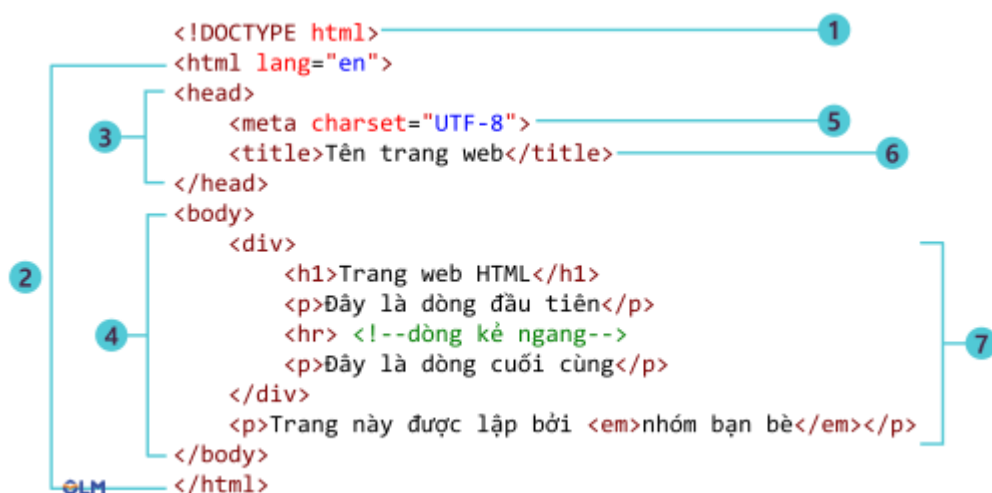 <!DOCTYPE html> 1
<html lang="en">
<head>
<meta charset="UTF-8"> 5
3
<title>Tên trang web</title> 6
</head>
<body>
<div>
2
<h1>Trang web HTML</h1>
<p>Đây là dòng đầu tiên</p>
4
<hr> <!--dòng kẻ ngang-->
7
<p>Đây là dòng cuối cùng</p>
</div>
<p>Trang này được lập bởi <em>nhóm bạn bè</em></p>
</body>
OLM </html>